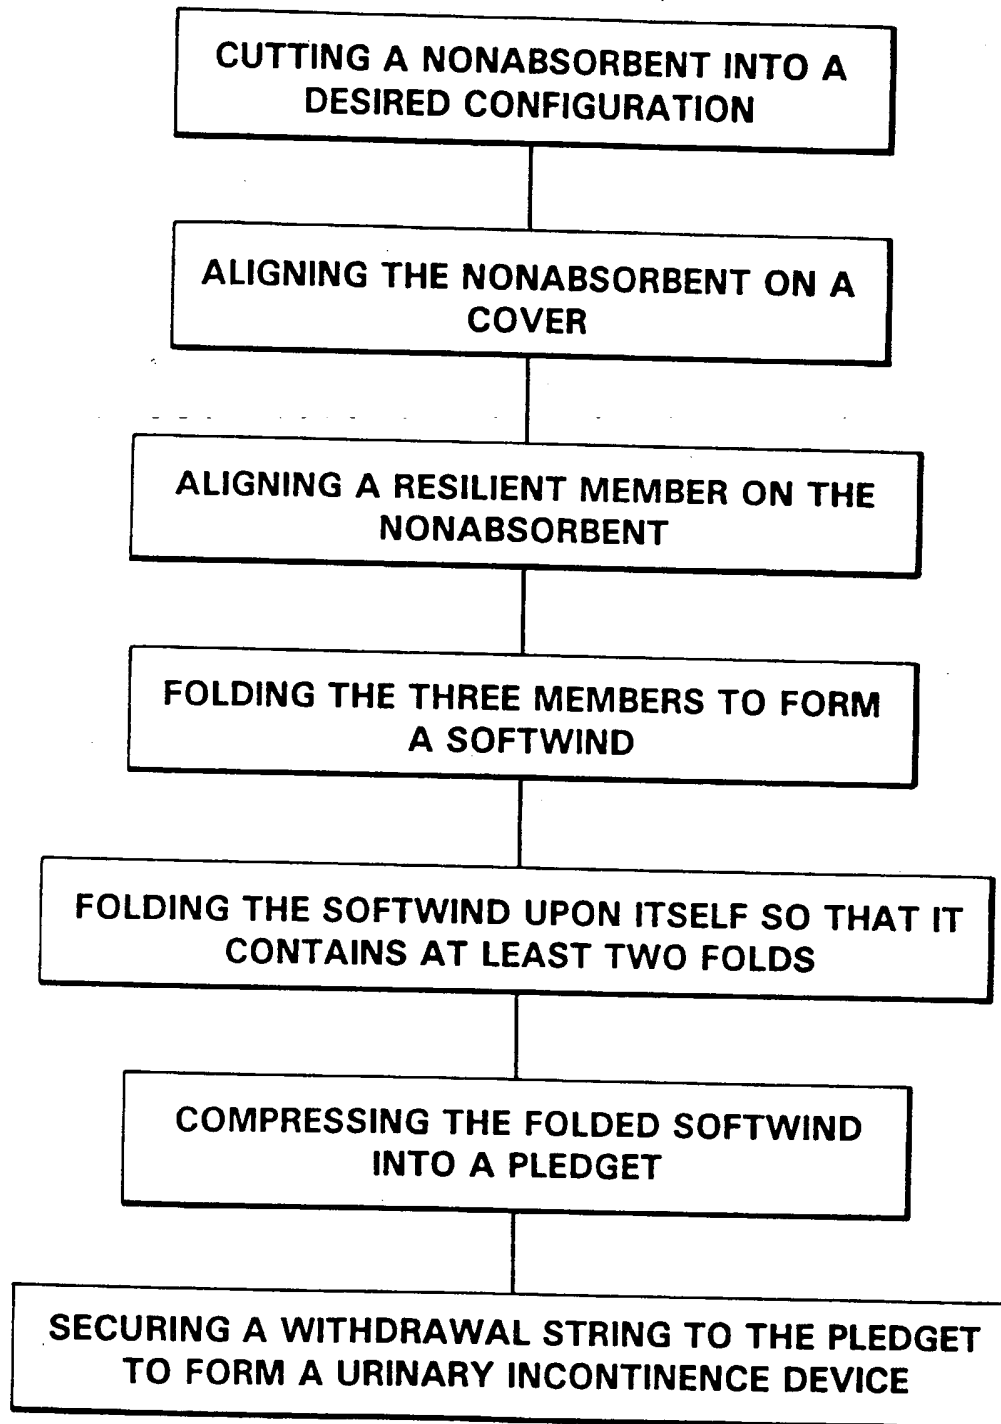 CUTTING A NONABSORBENT INTO A
DESIRED CONFIGURATION
ALIGNING THE NONABSORBENT ON A
COVER
ALIGNING A RESILIENT MEMBER ON THE
NONABSORBENT
FOLDING THE THREE MEMBERS TO FORM
A SOFTWIND
FOLDING THE SOFTWIND UPON ITSELF SO THAT IT
CONTAINS AT LEAST TWO FOLDS
COMPRESSING THE FOLDED SOFTWIND
INTO A PLEDGET
SECURING A WITHDRAWAL STRING TO THE PLEDGET
TO FORM A URINARY INCONTINENCE DEVICE